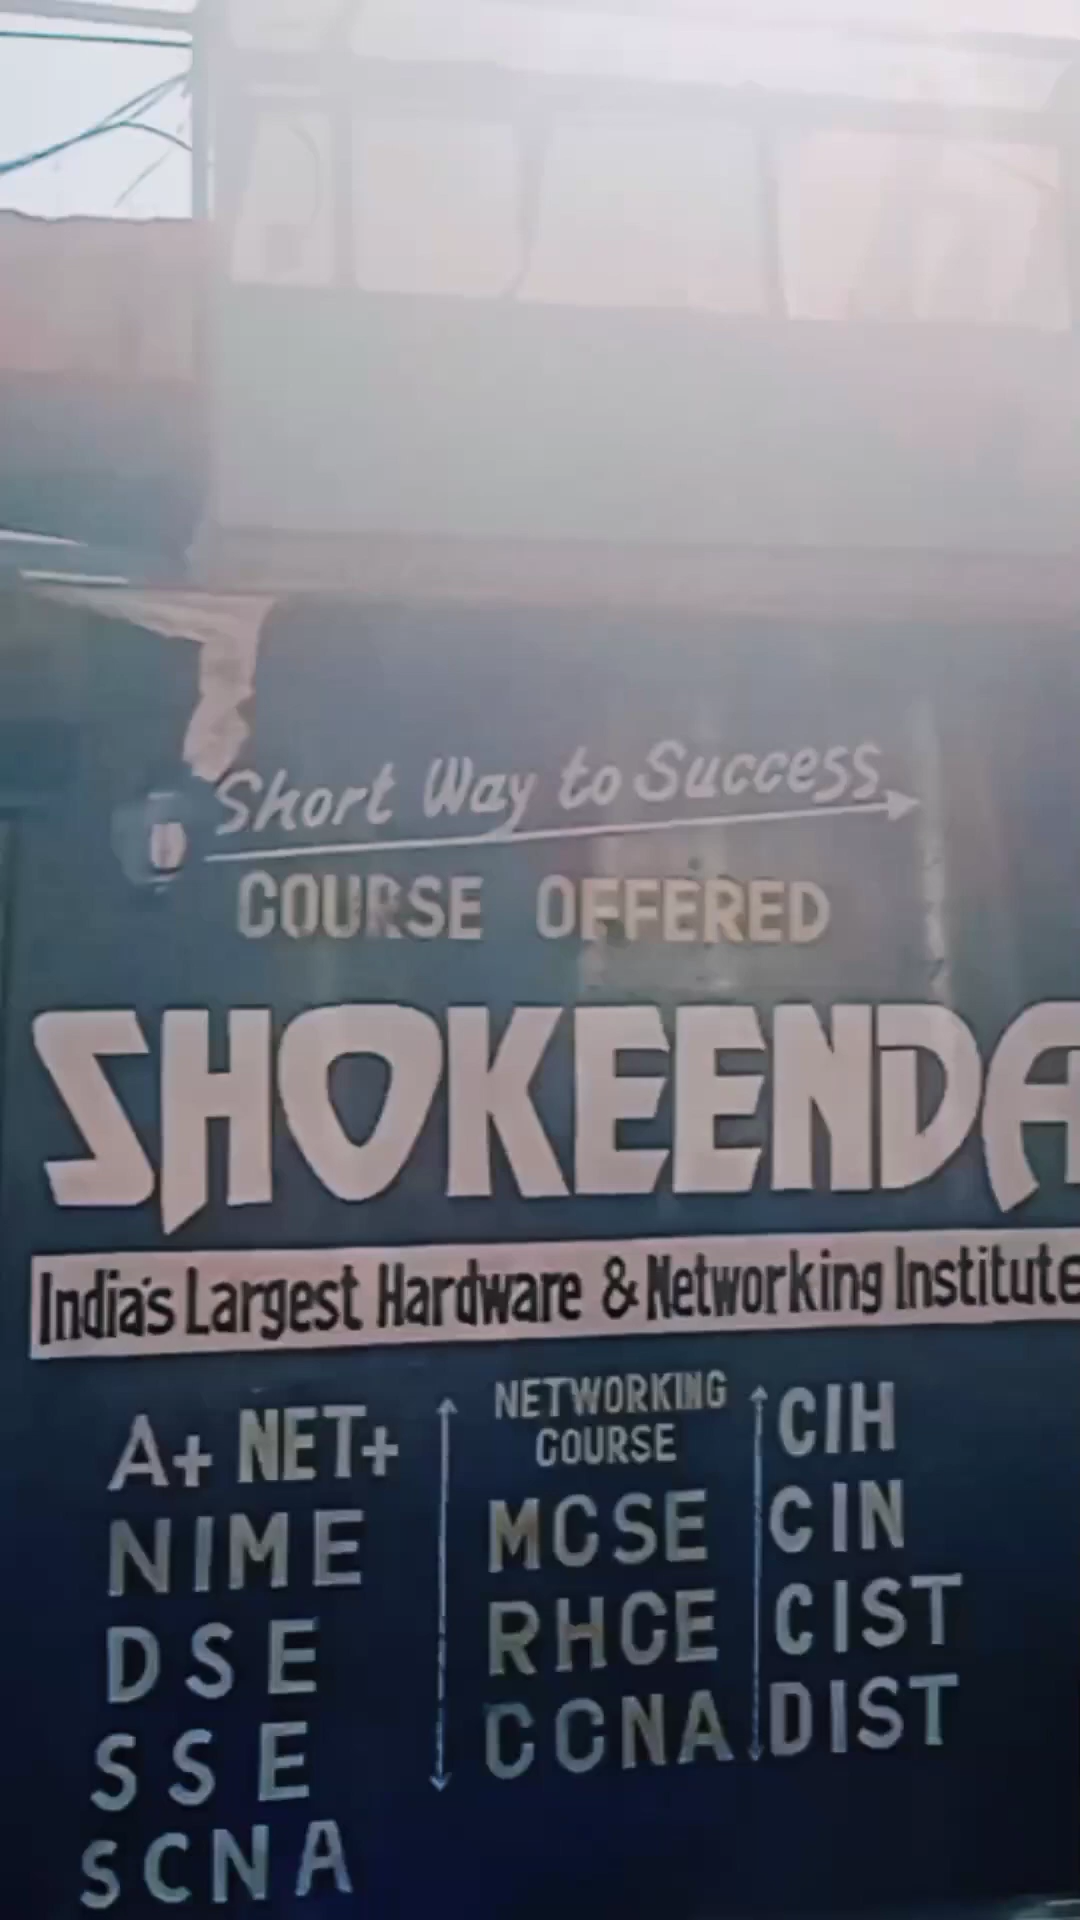 Short Way to Success
COURSE OFFERED
SHOKEENDA
India's Largest Hardware & Networking Institute
A+ NET+
NIME
DSE
SSE
SCNA
NETWORKING
COURSE
MCSE
RHCE
CCNA
CIH
CIN
CIST
DIST